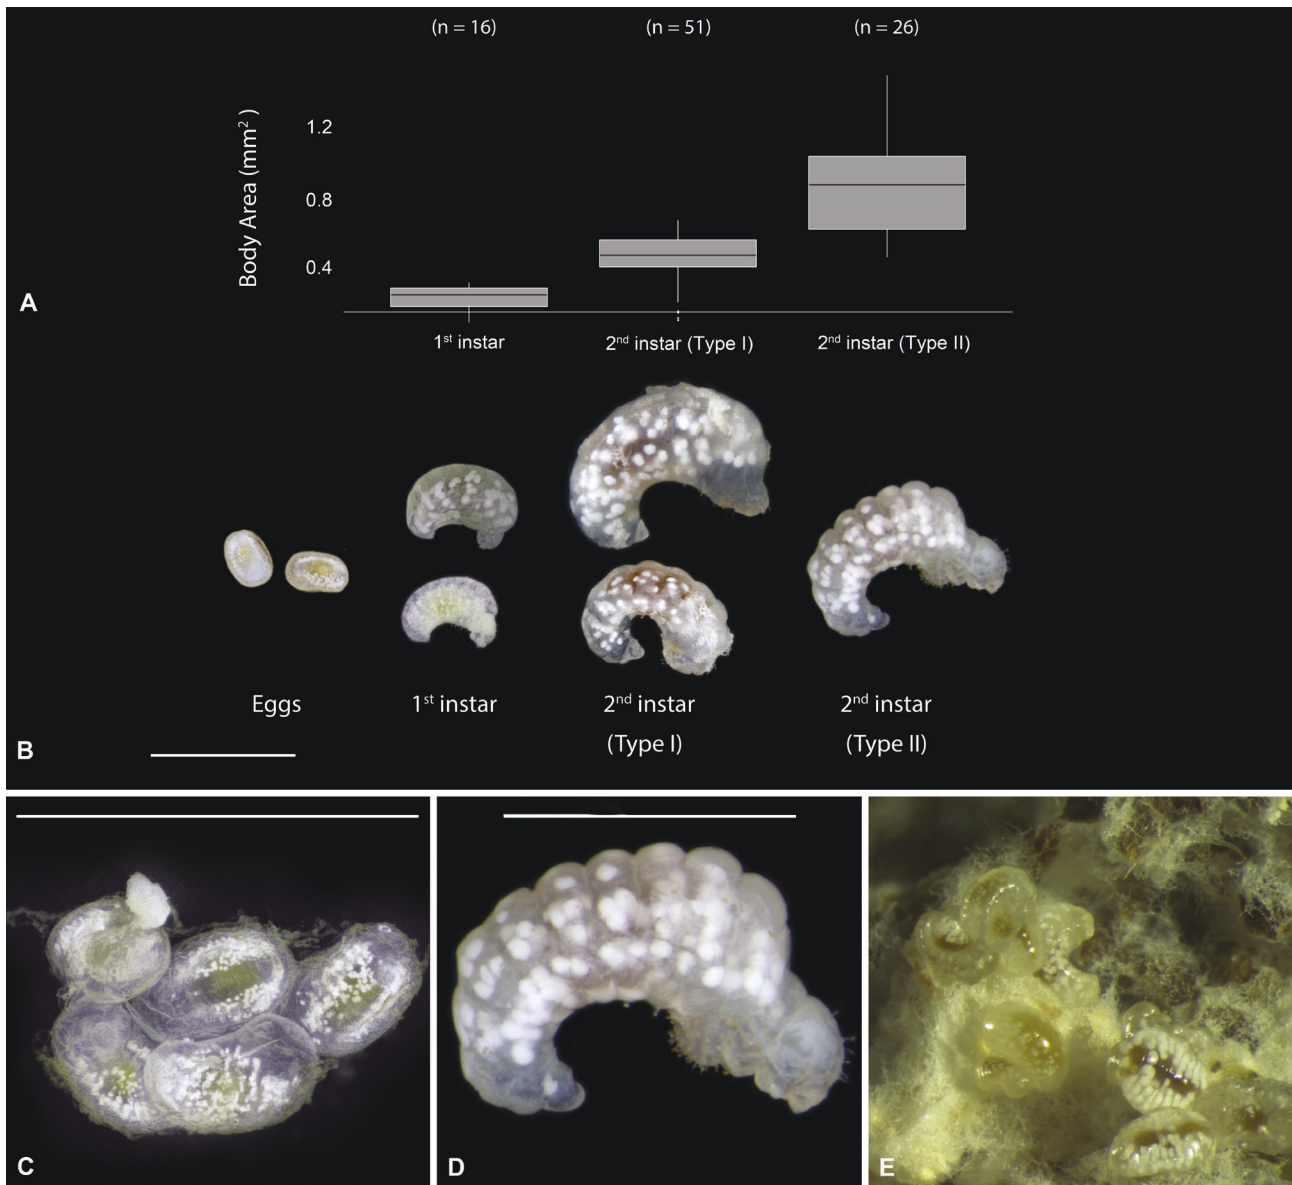 (n = 16) (n = 51) (n = 26)
Body Area (mm²)
1.2
0.8
0.4
A
1st instar 2nd instar (Type I) 2nd instar (Type II)
Eggs 1st instar 2nd instar (Type I) 2nd instar (Type II)
B
C
D
E